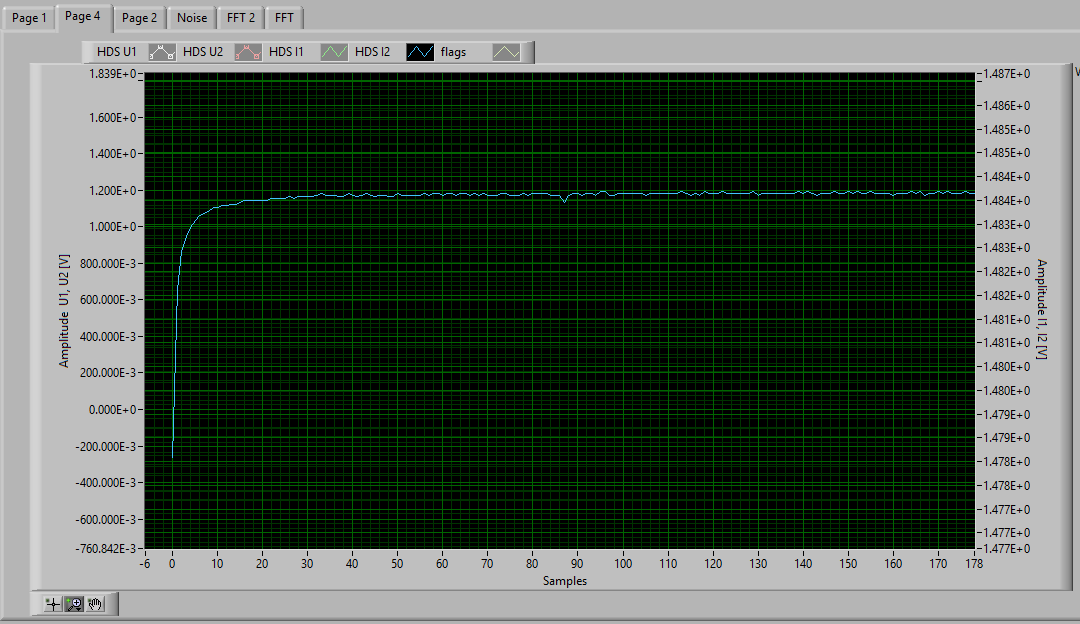 Page 1 Page 4 Page 2 Noise FFT 2 FFT
HDS U1 HDS U2 HDS I1 HDS I2 flags
1.839E+0
1.600E+0
1.400E+0
1.200E+0
1.000E+0
800.000E-3
600.000E-3
400.000E-3
200.000E-3
0.000E+0
-200.000E-3
-400.000E-3
-600.000E-3
-760.842E-3
Amplitude U1, U2 [V]
1.487E+0
1.486E+0
1.485E+0
1.485E+0
1.484E+0
1.484E+0
1.483E+0
1.483E+0
1.482E+0
1.482E+0
1.481E+0
1.481E+0
1.480E+0
1.480E+0
1.479E+0
1.479E+0
1.478E+0
1.478E+0
1.477E+0
1.477E+0
1.477E+0
Amplitude I1, I2 [V]
-6 0 10 20 30 40 50 60 70 80 90 100 110 120 130 140 150 160 170 178
Samples